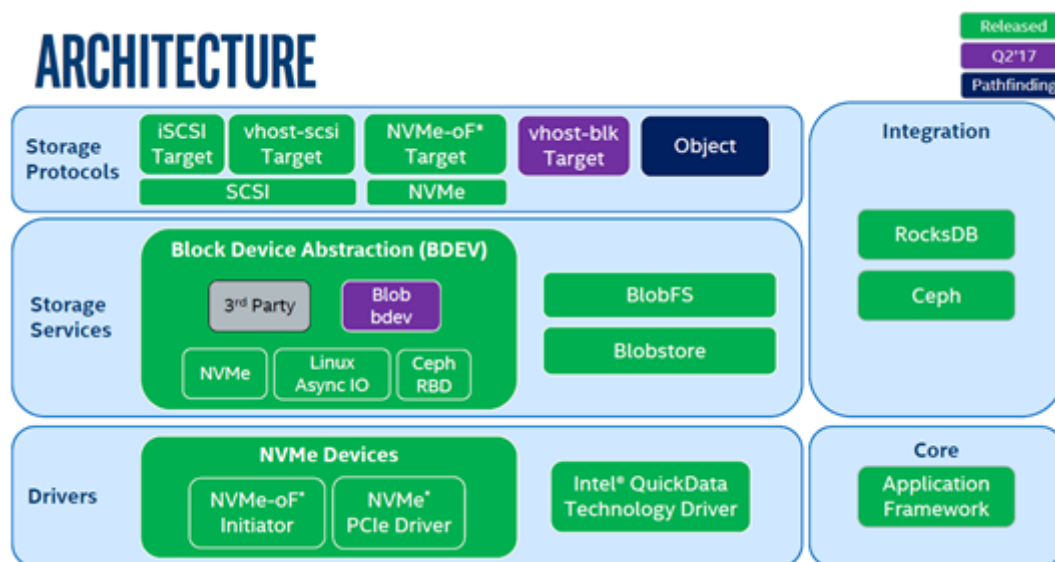 ARCHITECTURE
Released
Q2'17
Pathfinding
Storage
Protocols
iSCSI
Target
vhost-scsi
Target
NVMe-oF*
Target
vhost-blk
Target
Object
SCSI
NVMe
Integration
RocksDB
Ceph
Storage
Services
Block Device Abstraction (BDEV)
3rd Party
Blob
bdev
NVMe
Linux
Async IO
Ceph
RBD
BlobFS
Blobstore
Drivers
NVMe Devices
NVMe-oF*
Initiator
NVMe*
PCIe Driver
Intel® QuickData
Technology Driver
Core
Application
Framework